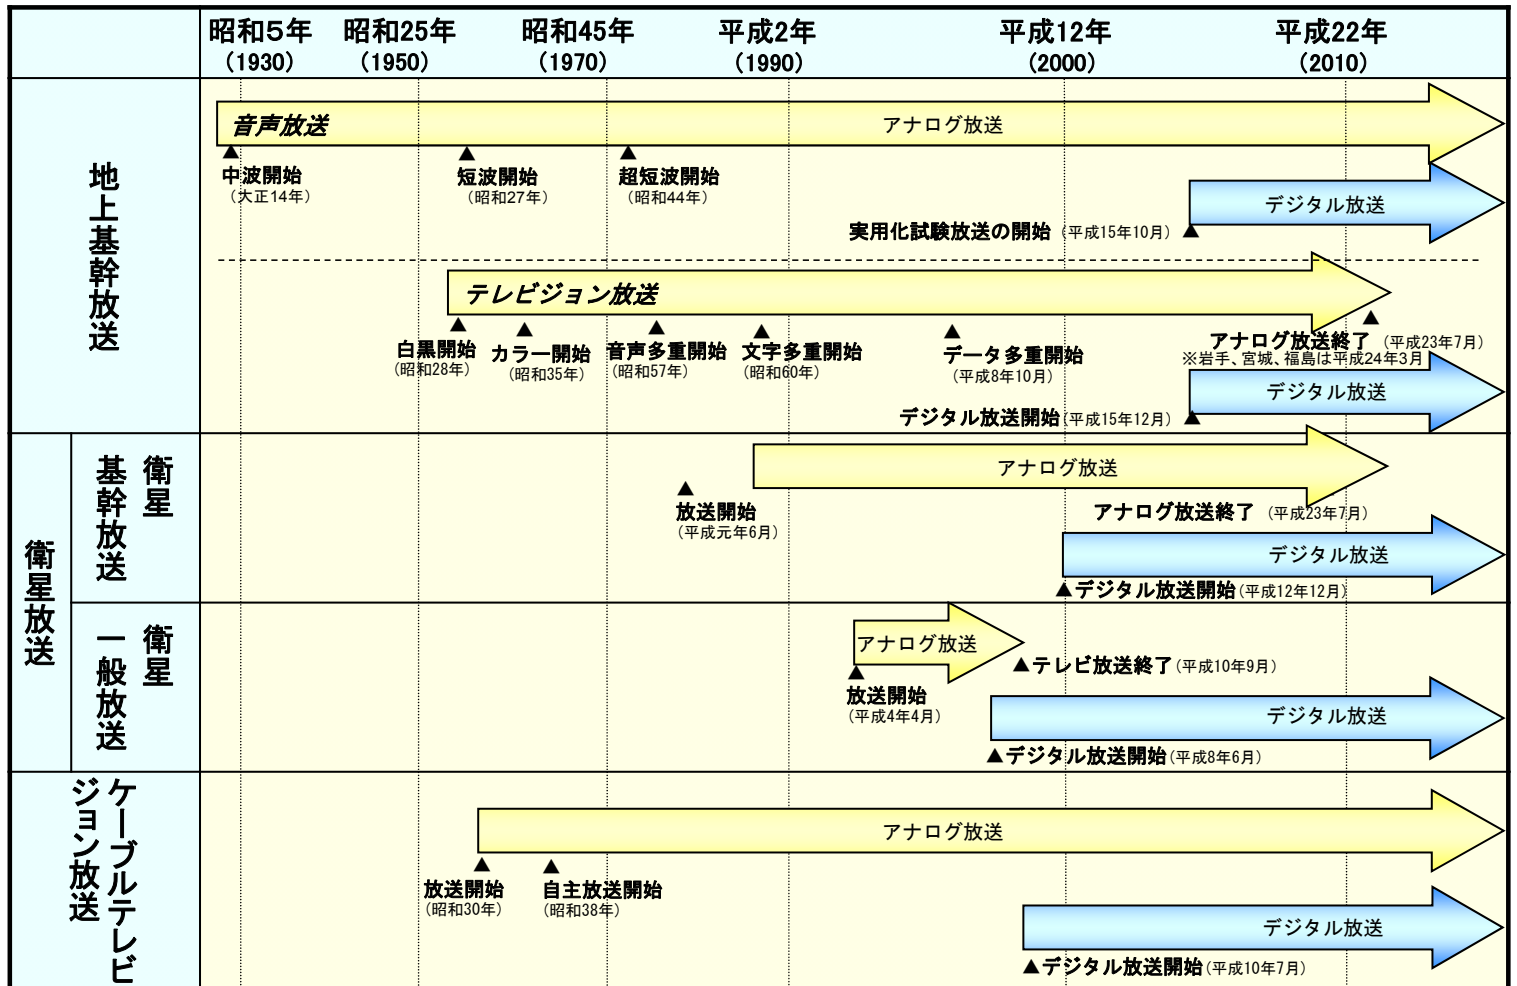 昭和5年 昭和25年 昭和45年 平成2年 平成12年 平成22年
(1930) (1950) (1970) (1990) (2000) (2010)
地上基幹放送
音声放送 アナログ放送
▲ ▲ ▲
中波開始 短波開始 超短波開始
(大正14年) (昭和27年) (昭和44年)
デジタル放送
実用化試験放送の開始 (平成15年10月) ▲
テレビジョン放送
▲ ▲ ▲ ▲ ▲ ▲
白黒開始 カラー開始 音声多重開始 文字多重開始 データ多重開始 アナログ放送終了 (平成23年7月)
(昭和28年) (昭和35年) (昭和57年) (昭和60年) (平成8年10月) ※岩手、宮城、福島は平成24年3月
デジタル放送
デジタル放送開始(平成15年12月) ▲
衛星放送
衛星
基幹放送
アナログ放送
▲
放送開始 アナログ放送終了 (平成23年7月)
(平成元年6月)
デジタル放送
▲デジタル放送開始(平成12年12月)
衛星
一般放送
アナログ放送
▲テレビ放送終了(平成10年9月)
▲
放送開始
(平成4年4月)
デジタル放送
▲デジタル放送開始(平成8年6月)
ケーブルテレビ
ジョン放送
アナログ放送
▲ ▲
放送開始 自主放送開始
(昭和30年) (昭和38年)
デジタル放送
▲デジタル放送開始(平成10年7月)